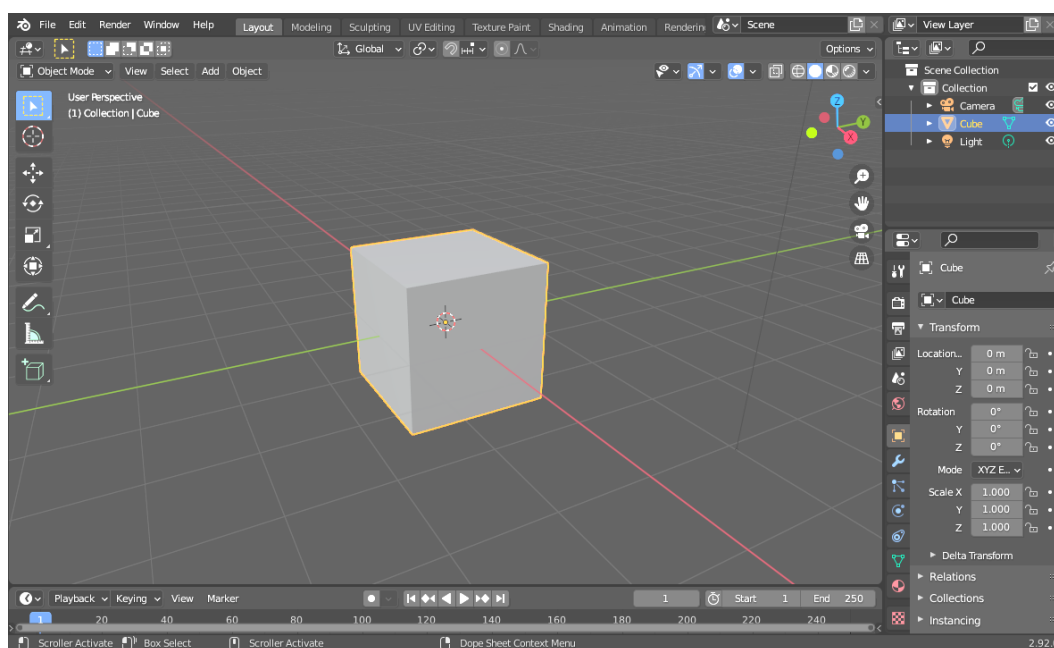 File Edit Render Window Help Layout Modeling Sculpting UV Editing Texture Paint Shading Animation Renderin Scene View Layer
Global Options
Object Mode View Select Add Object
User Perspective
(1) Collection | Cube
Z
Y
X
Scene Collection
Collection
Camera
Cube
Light
Cube
Cube
Transform
Location... 0 m
Y 0 m
Z 0 m
Rotation 0°
Y 0°
Z 0°
Mode XYZ E...
Scale X 1.000
Y 1.000
Z 1.000
Delta Transform
Relations
Collections
Instancing
Playback Keying View Marker 1 Start 1 End 250
1 20 40 60 80 100 120 140 160 180 200 220 240
Scroller Activate Box Select Scroller Activate Dope Sheet Context Menu 2.92.